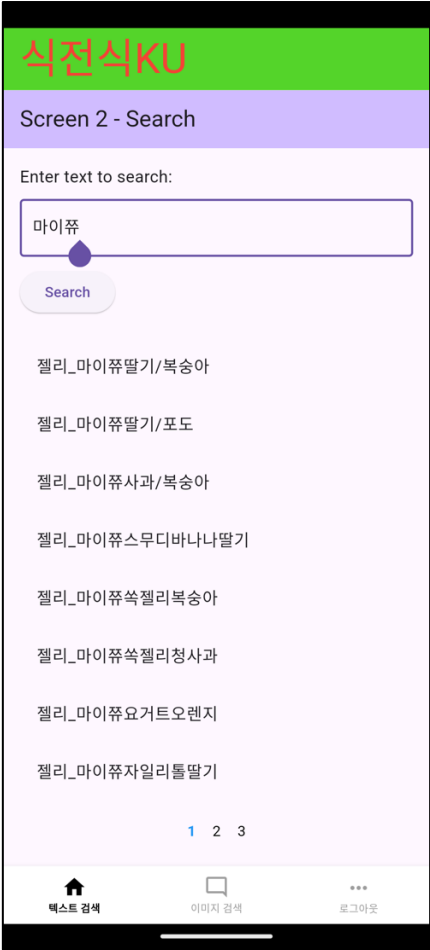 식전식KU
Screen 2 - Search
Enter text to search:
마이쮸
Search
젤리_마이쮸딸기/복숭아
젤리_마이쮸딸기/포도
젤리_마이쮸사과/복숭아
젤리_마이쮸스무디바나나딸기
젤리_마이쮸쏙젤리복숭아
젤리_마이쮸쏙젤리청사과
젤리_마이쮸요거트오렌지
젤리_마이쮸자일리톨딸기
1 2 3
텍스트 검색 이미지 검색 로그아웃